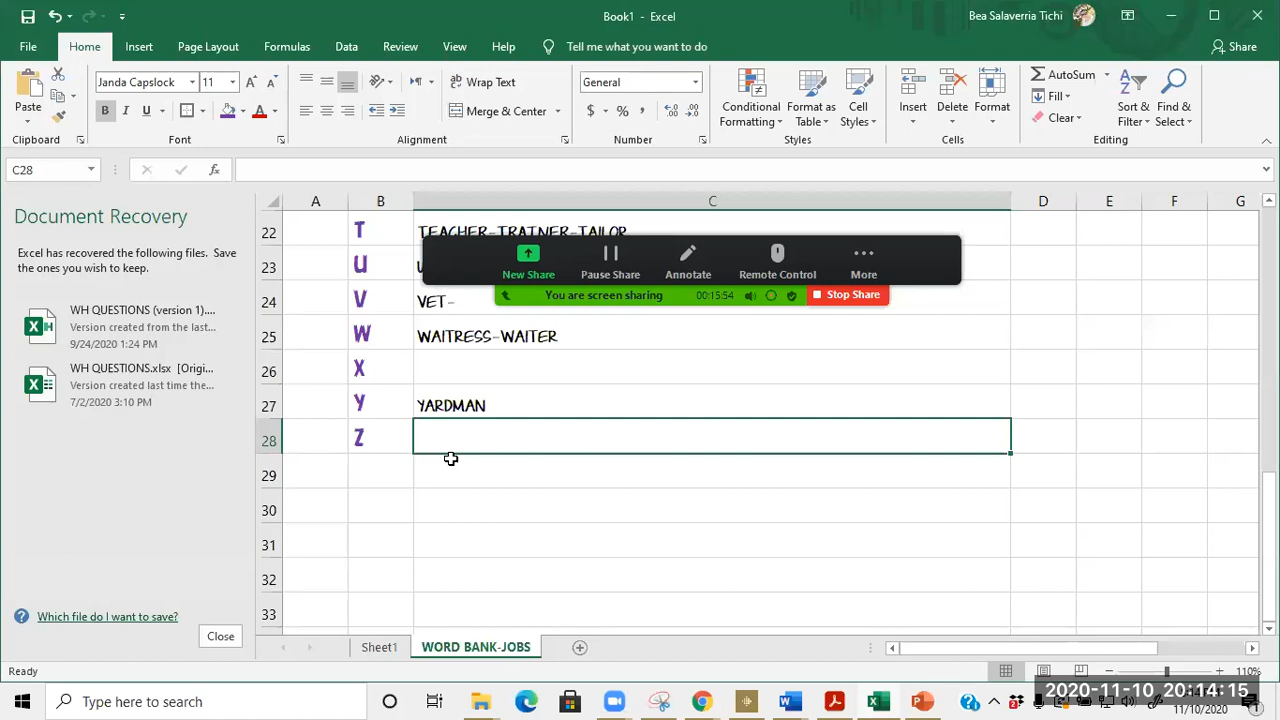 Book1 - Excel
Bea Salaverria Tichi
File Home Insert Page Layout Formulas Data Review View Help Tell me what you want to do Share
Paste
Janda Capslock 11
B I U
Wrap Text
Merge & Center
General
$ %
Conditional Formatting
Format as Table
Cell Styles
Insert
Delete
Format
AutoSum
Fill
Clear
Sort & Filter
Find & Select
Clipboard Font Alignment Number Styles Cells Editing
C28 fx
Document Recovery
Excel has recovered the following files. Save
the ones you wish to keep.
WH QUESTIONS (version 1)....
Version created from the last...
9/24/2020 1:24 PM
WH QUESTIONS.xlsx [Origi...
Version created last time the...
7/2/2020 3:10 PM
Which file do I want to save?
Close
A B C D E F G
22 T TEACHER-TRAINER-TAILOR
23 U
24 V VET-
25 W WAITRESS-WAITER
26 X
27 Y YARDMAN
28 Z
29
30
31
32
33
New Share Pause Share Annotate Remote Control More
You are screen sharing 00:15:54 Stop Share
Sheet1 WORD BANK-JOBS
Ready 110%
Type here to search
2020-11-10 20:14:15
11/10/2020